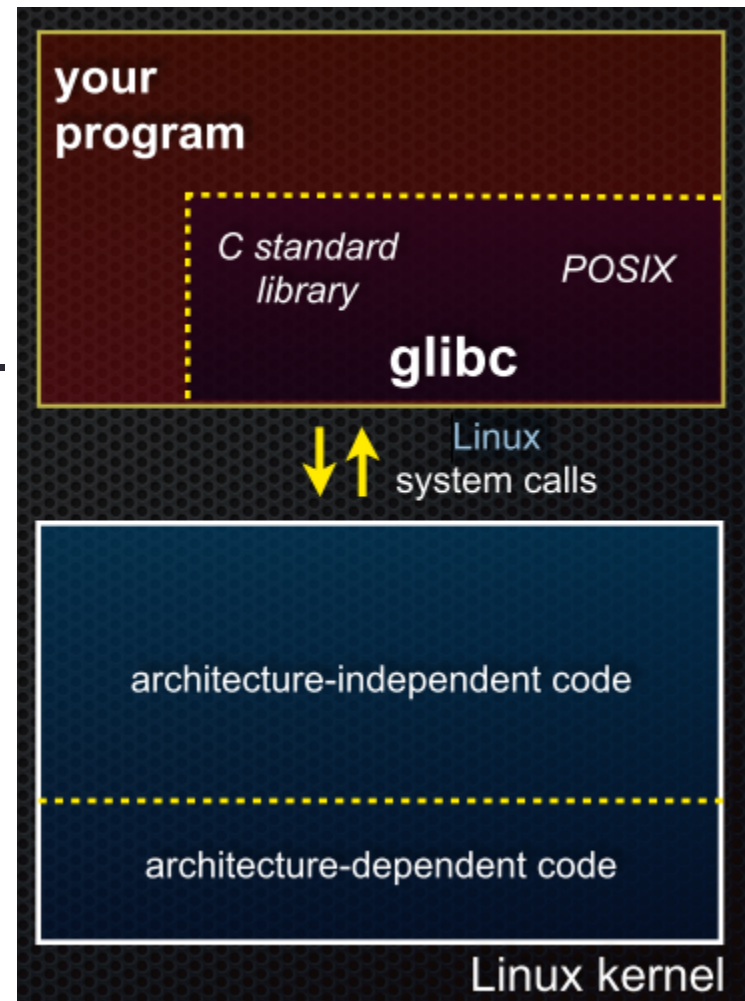 your
program
C standard
library
POSIX
glibc
Linux
system calls
architecture-independent code
architecture-dependent code
Linux kernel